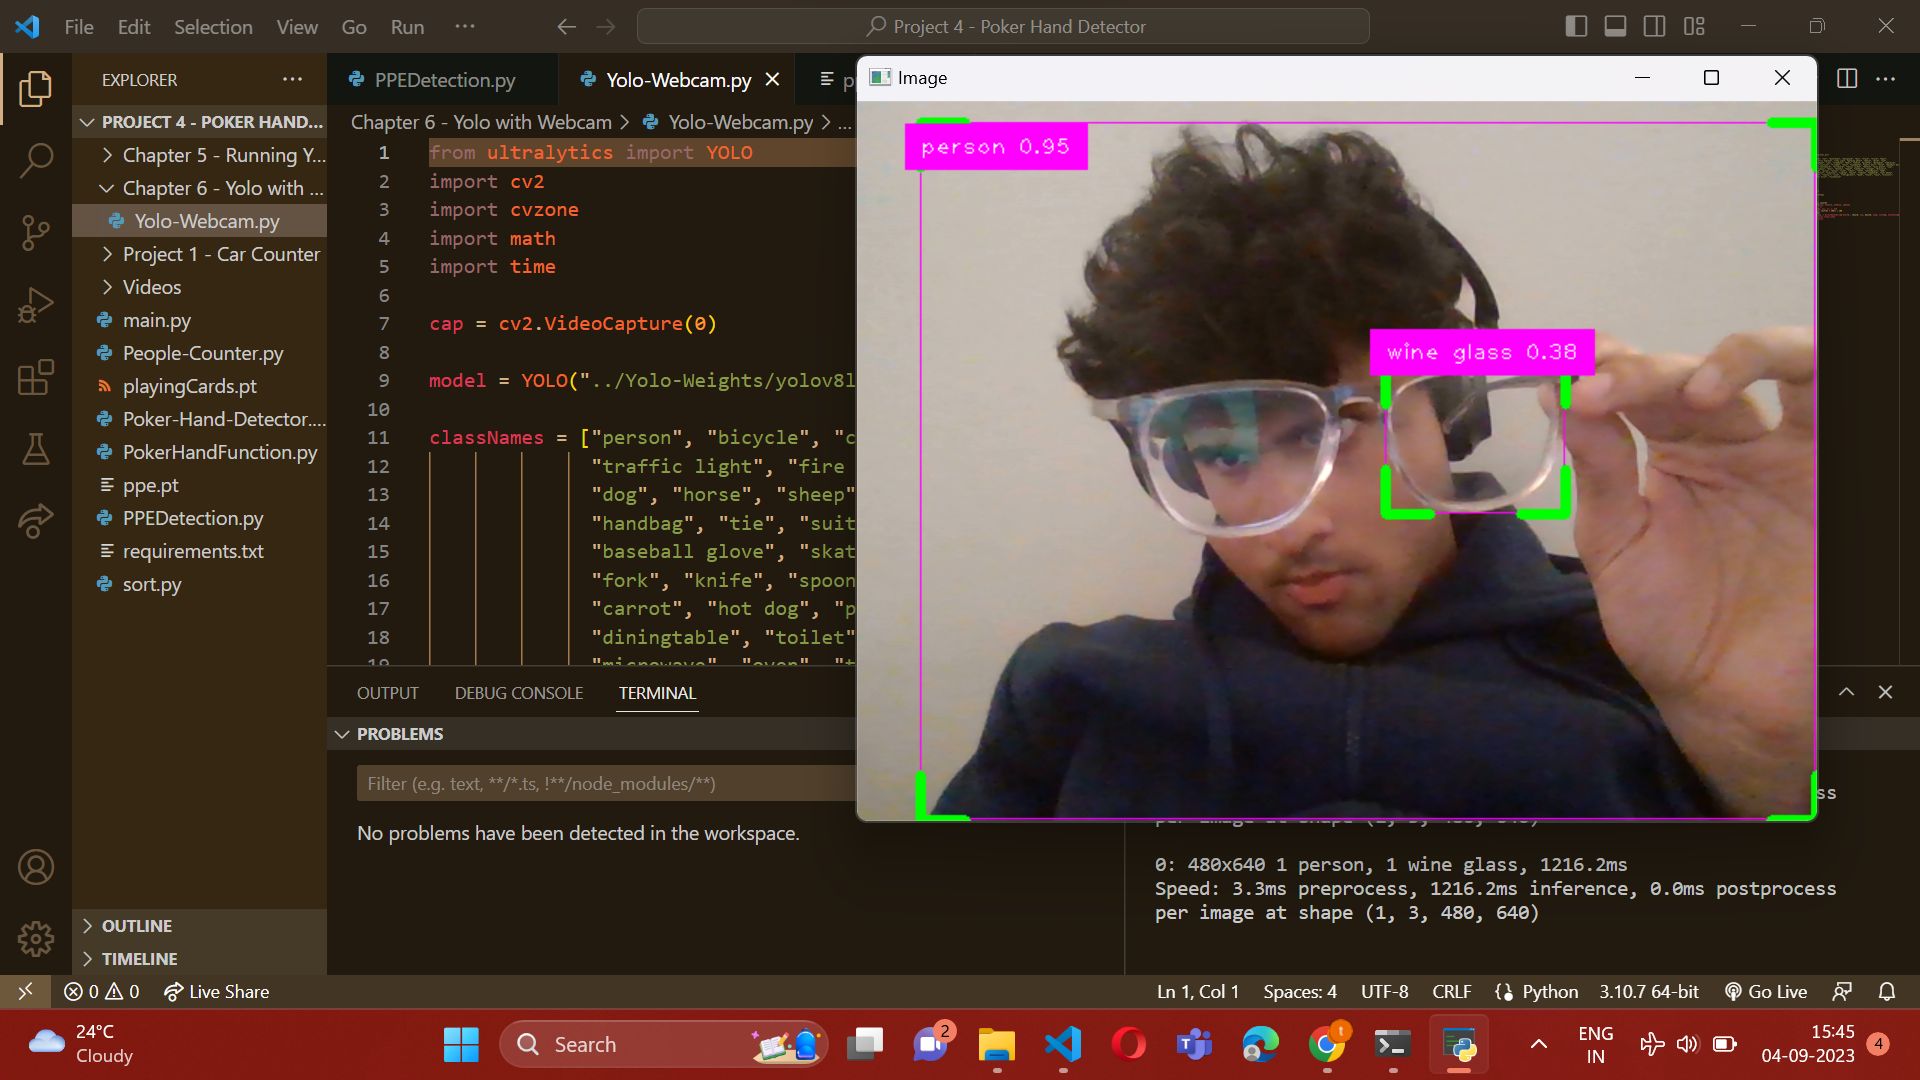 File Edit Selection View Go Run ···
Project 4 - Poker Hand Detector
EXPLORER
PROJECT 4 - POKER HAND...
Chapter 5 - Running Y...
Chapter 6 - Yolo with ...
Yolo-Webcam.py
Project 1 - Car Counter
Videos
main.py
People-Counter.py
playingCards.pt
Poker-Hand-Detector....
PokerHandFunction.py
ppe.pt
PPEDetection.py
requirements.txt
sort.py
OUTLINE
TIMELINE
PPEDetection.py
Yolo-Webcam.py
Chapter 6 - Yolo with Webcam > Yolo-Webcam.py > ...
1 from ultralytics import YOLO
2 import cv2
3 import cvzone
4 import math
5 import time
6
7 cap = cv2.VideoCapture(0)
8
9 model = YOLO("../Yolo-Weights/yolov8l
10
11 classNames = ["person", "bicycle", "c
12 "traffic light", "fire
13 "dog", "horse", "sheep"
14 "handbag", "tie", "suit
15 "baseball glove", "skat
16 "fork", "knife", "spoon
17 "carrot", "hot dog", "p
18 "diningtable", "toilet"
19 "microwave", "oven", "t
Image
person 0.95
wine glass 0.38
OUTPUT DEBUG CONSOLE TERMINAL
PROBLEMS
Filter (e.g. text, **/*.ts, !**/node_modules/**)
No problems have been detected in the workspace.
ss
0: 480x640 1 person, 1 wine glass, 1216.2ms
Speed: 3.3ms preprocess, 1216.2ms inference, 0.0ms postprocess
per image at shape (1, 3, 480, 640)
0 0 Live Share
Ln 1, Col 1 Spaces: 4 UTF-8 CRLF Python 3.10.7 64-bit Go Live
24°C
Cloudy
Search
2
t
ENG
IN
15:45
04-09-2023
4